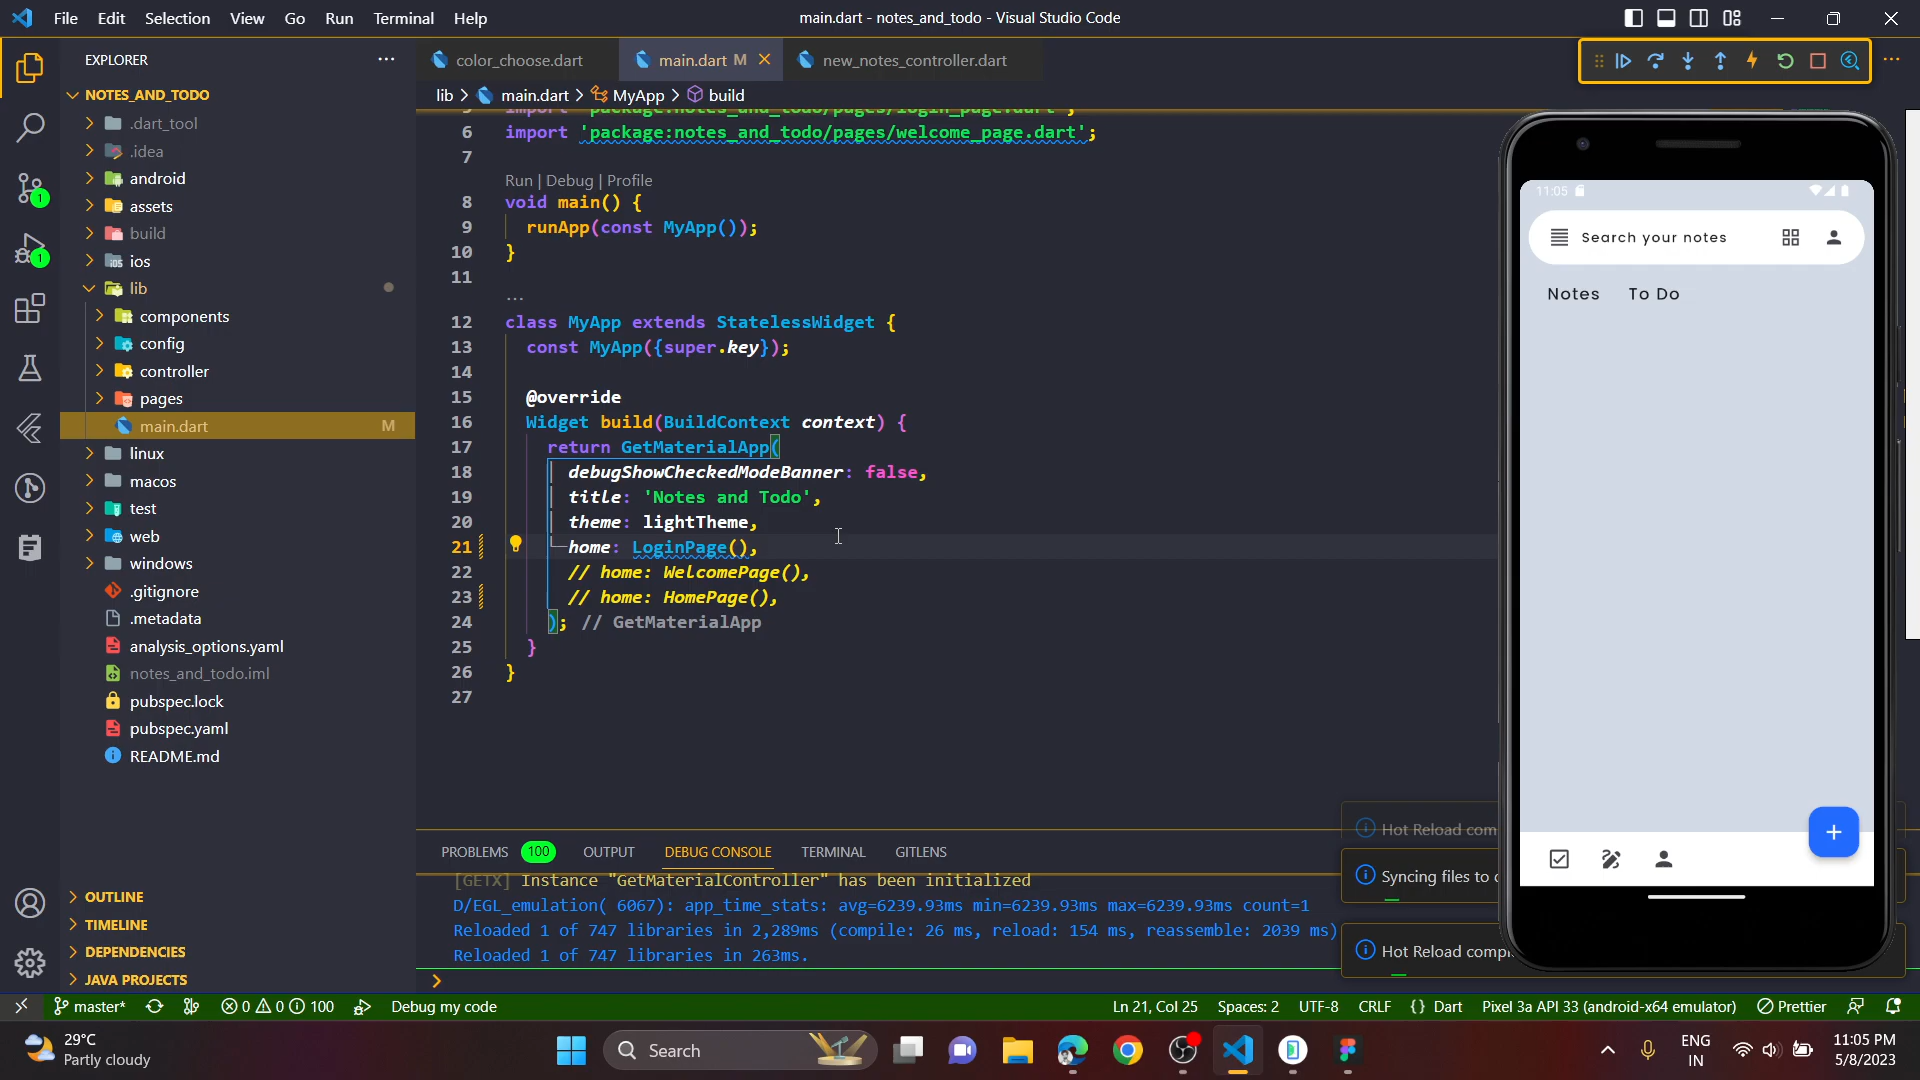 File Edit Selection View Go Run Terminal Help
main.dart - notes_and_todo - Visual Studio Code
EXPLORER
NOTES_AND_TODO
.dart_tool
.idea
android
assets
build
ios
lib
components
config
controller
pages
main.dart M
linux
macos
test
web
windows
.gitignore
.metadata
analysis_options.yaml
notes_and_todo.iml
pubspec.lock
pubspec.yaml
README.md
OUTLINE
TIMELINE
DEPENDENCIES
JAVA PROJECTS
color_choose.dart main.dart M new_notes_controller.dart
lib > main.dart > MyApp > build
5 import 'package:notes_and_todo/pages/login_page.dart';
6 import 'package:notes_and_todo/pages/welcome_page.dart';
7
Run | Debug | Profile
8 void main() {
9 runApp(const MyApp());
10 }
11
...
12 class MyApp extends StatelessWidget {
13 const MyApp({super.key});
14
15 @override
16 Widget build(BuildContext context) {
17 return GetMaterialApp(
18 debugShowCheckedModeBanner: false,
19 title: 'Notes and Todo',
20 theme: lightTheme,
21 home: LoginPage(),
22 // home: WelcomePage(),
23 // home: HomePage(),
24 ); // GetMaterialApp
25 }
26 }
27
PROBLEMS 100 OUTPUT DEBUG CONSOLE TERMINAL GITLENS
[GETX] Instance "GetMaterialController" has been initialized
D/EGL_emulation( 6067): app_time_stats: avg=6239.93ms min=6239.93ms max=6239.93ms count=1
Reloaded 1 of 747 libraries in 2,289ms (compile: 26 ms, reload: 154 ms, reassemble: 2039 ms)
Reloaded 1 of 747 libraries in 263ms.
Hot Reload com
Syncing files to
Hot Reload comp
11:05
Search your notes
Notes To Do
master* 0 0 100 Debug my code
Ln 21, Col 25 Spaces: 2 UTF-8 CRLF {} Dart Pixel 3a API 33 (android-x64 emulator) Prettier
29°C
Partly cloudy
Search
ENG
IN
11:05 PM
5/8/2023